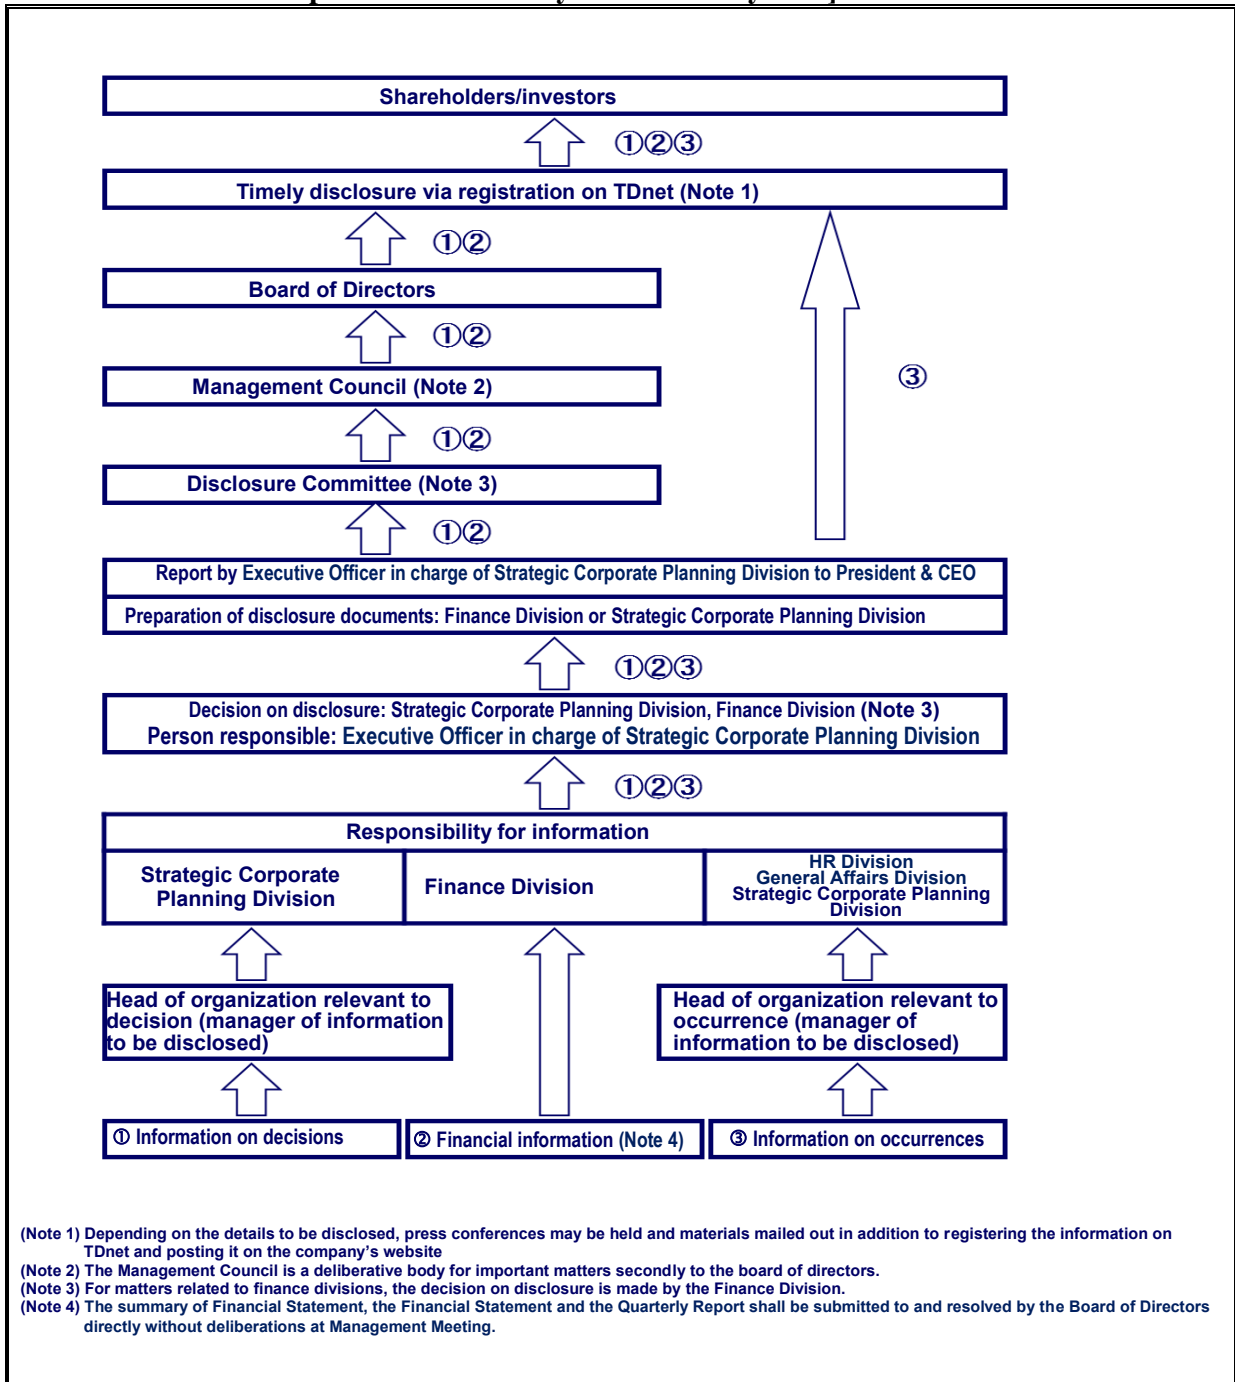 Shareholders/investors
①②③
Timely disclosure via registration on TDnet (Note 1)
①②
Board of Directors
①②
Management Council (Note 2)
③
①②
Disclosure Committee (Note 3)
①②
Report by Executive Officer in charge of Strategic Corporate Planning Division to President & CEO
Preparation of disclosure documents: Finance Division or Strategic Corporate Planning Division
①②③
Decision on disclosure: Strategic Corporate Planning Division, Finance Division (Note 3)
Person responsible: Executive Officer in charge of Strategic Corporate Planning Division
①②③
Responsibility for information
Strategic Corporate
Planning Division
Finance Division
HR Division
General Affairs Division
Strategic Corporate Planning
Division
Head of organization relevant to
decision (manager of information
to be disclosed)
Head of organization relevant to
occurrence (manager of
information to be disclosed)
① Information on decisions
② Financial information (Note 4)
③ Information on occurrences
(Note 1) Depending on the details to be disclosed, press conferences may be held and materials mailed out in addition to registering the information on
TDnet and posting it on the company's website
(Note 2) The Management Council is a deliberative body for important matters secondly to the board of directors.
(Note 3) For matters related to finance divisions, the decision on disclosure is made by the Finance Division.
(Note 4) The summary of Financial Statement, the Financial Statement and the Quarterly Report shall be submitted to and resolved by the Board of Directors
directly without deliberations at Management Meeting.